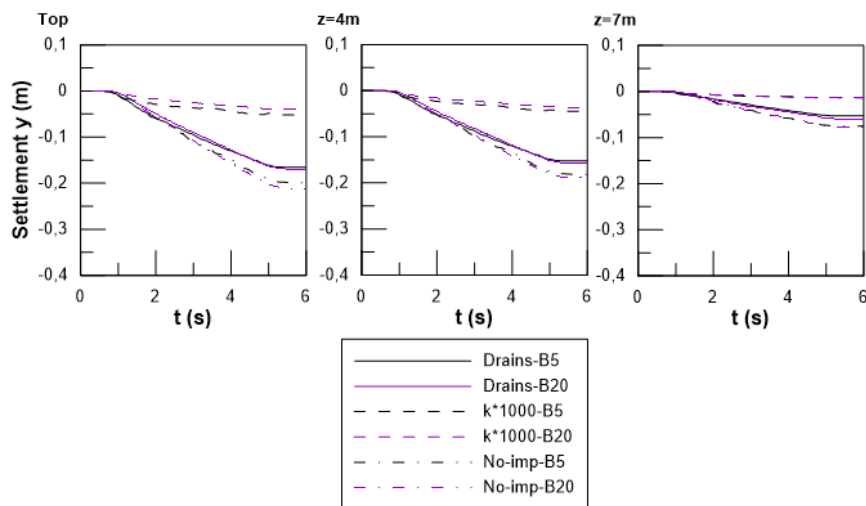 Top
z=4m
z=7m
0,1
0
-0,1
-0,2
-0,3
-0,4
Settlement y (m)
0 2 4 6
t (s)
0,1
0
-0,1
-0,2
-0,3
-0,4
0 2 4 6
t (s)
0,1
0
-0,1
-0,2
-0,3
-0,4
0 2 4 6
t (s)
Drains-B5
Drains-B20
k*1000-B5
k*1000-B20
No-imp-B5
No-imp-B20